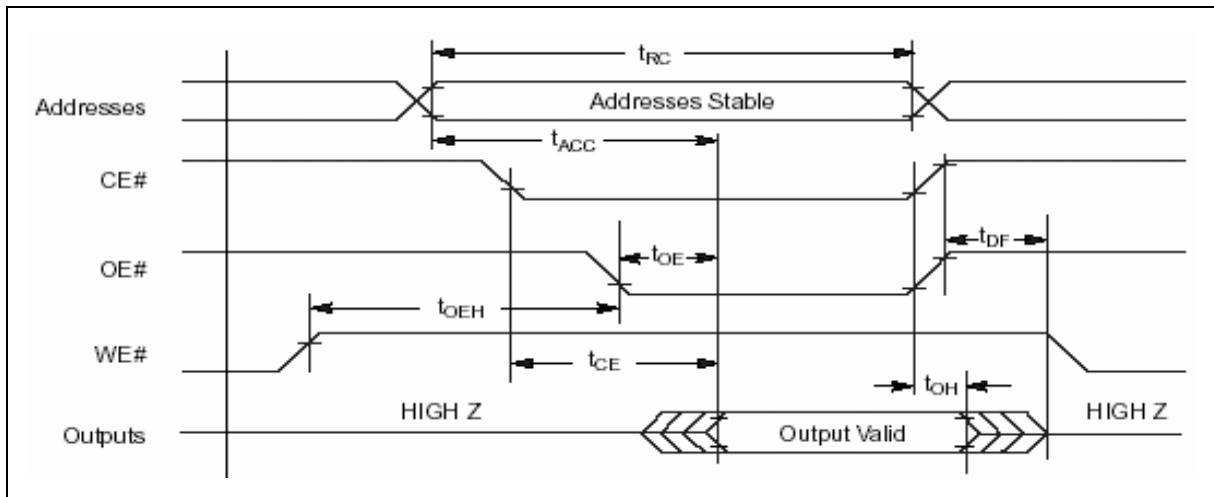 tRC
Addresses
Addresses Stable
tACC
CE#
tDF
tOE
OE#
tOEH
WE#
tCE
tOH
HIGH Z
HIGH Z
Outputs
Output Valid